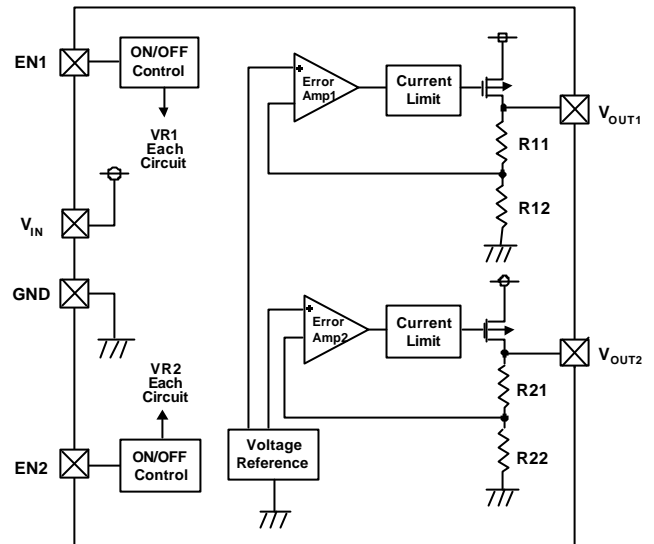 EN1
ON/OFF
Control
VR1
Each
Circuit
VIN
GND
VR2
Each
Circuit
EN2
ON/OFF
Control
+
Error
Amp1
Current
Limit
VOUT1
R11
R12
+
Error
Amp2
Current
Limit
VOUT2
R21
R22
Voltage
Reference